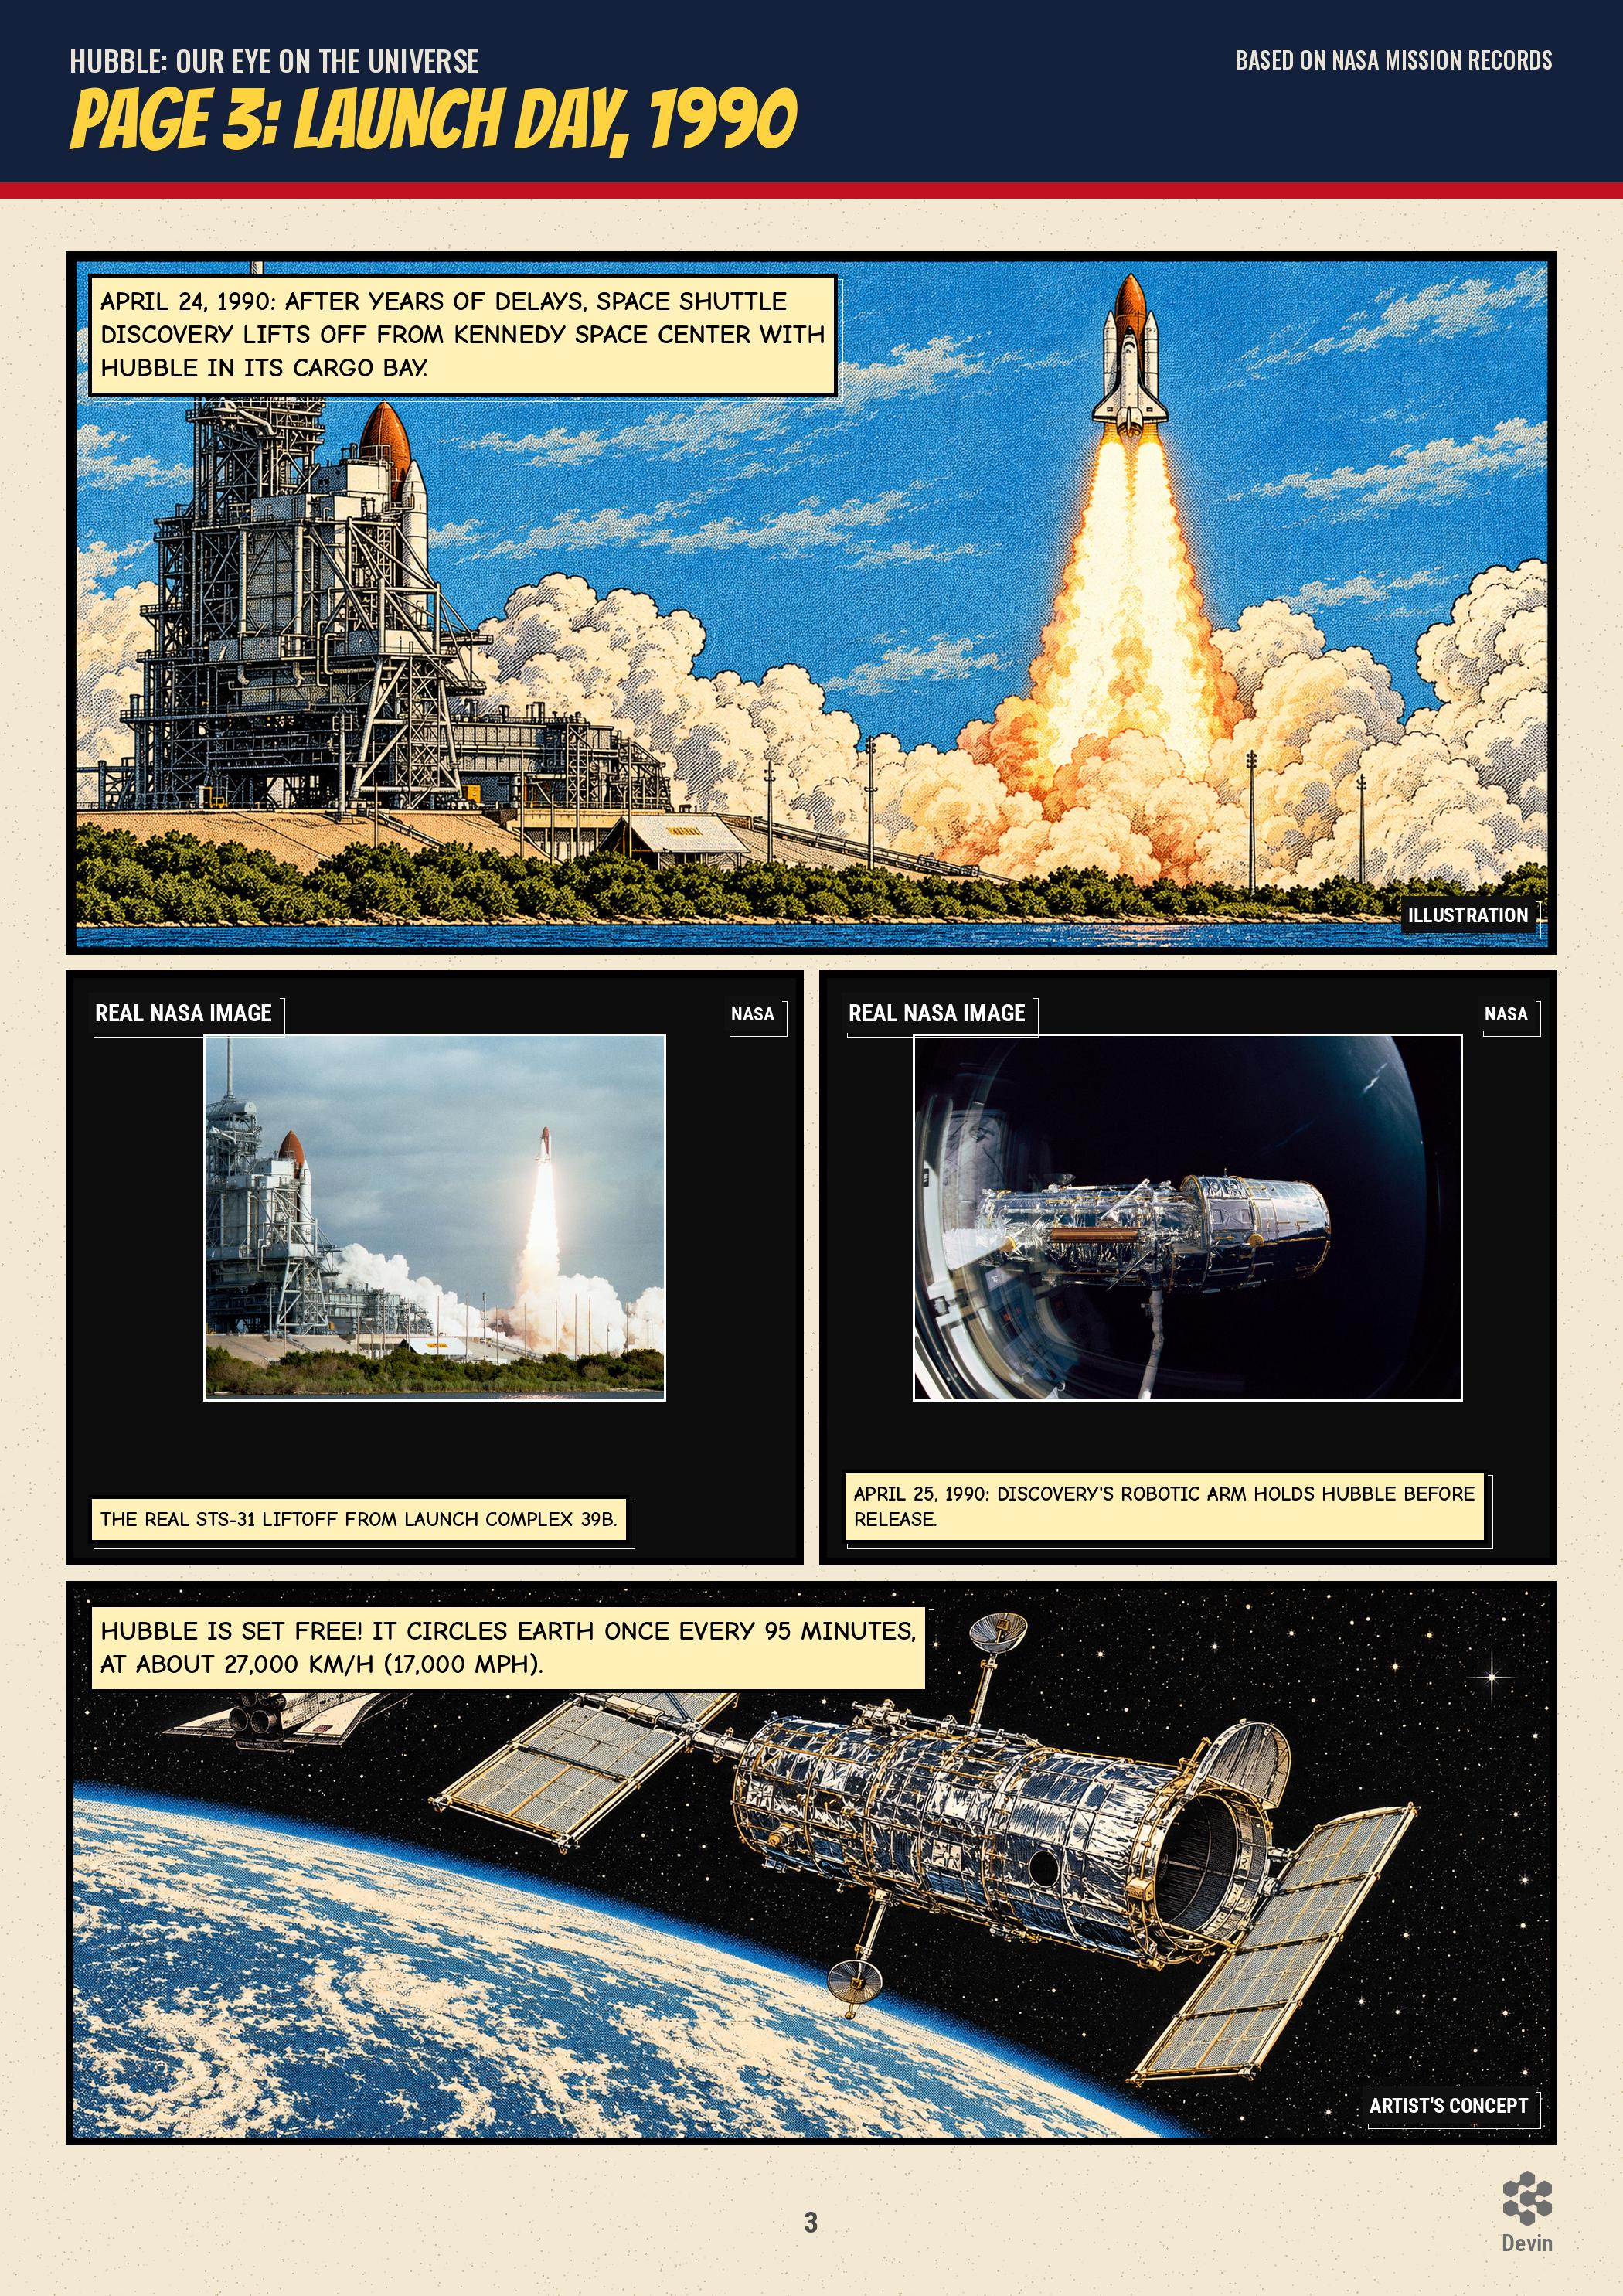 HUBBLE: OUR EYE ON THE UNIVERSE
BASED ON NASA MISSION RECORDS
PAGE 3: LAUNCH DAY, 1990
APRIL 24, 1990: AFTER YEARS OF DELAYS, SPACE SHUTTLE
DISCOVERY LIFTS OFF FROM KENNEDY SPACE CENTER WITH
HUBBLE IN ITS CARGO BAY.
ILLUSTRATION
REAL NASA IMAGE
NASA
THE REAL STS-31 LIFTOFF FROM LAUNCH COMPLEX 39B.
REAL NASA IMAGE
NASA
APRIL 25, 1990: DISCOVERY'S ROBOTIC ARM HOLDS HUBBLE BEFORE
RELEASE.
HUBBLE IS SET FREE! IT CIRCLES EARTH ONCE EVERY 95 MINUTES,
AT ABOUT 27,000 KM/H (17,000 MPH).
ARTIST'S CONCEPT
3
Devin